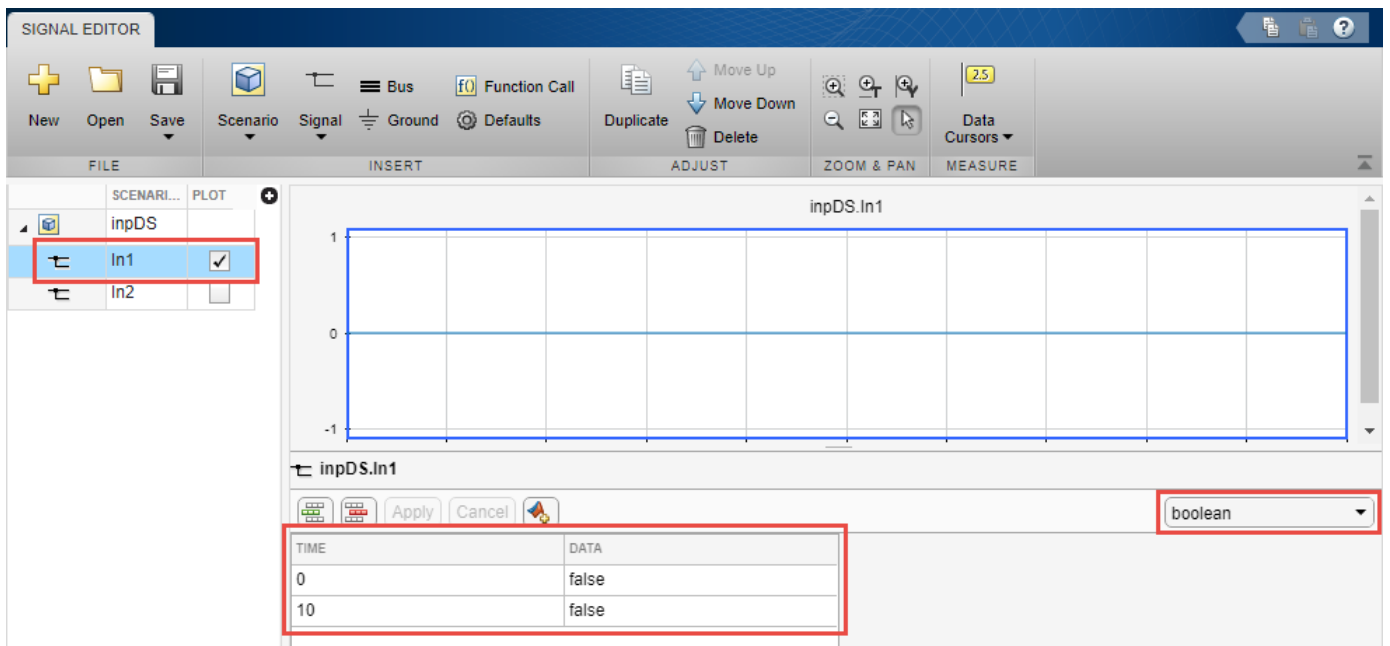 SIGNAL EDITOR
?
New
Open
Save
Scenario
Signal
Bus
Ground
f() Function Call
Defaults
Duplicate
Move Up
Move Down
Delete
2.5
Data
Cursors
FILE
INSERT
ADJUST
ZOOM & PAN
MEASURE
SCENARI... PLOT
inpDS
In1
In2
inpDS.In1
1
0
-1
inpDS.In1
Apply Cancel
boolean
TIME DATA
0 false
10 false